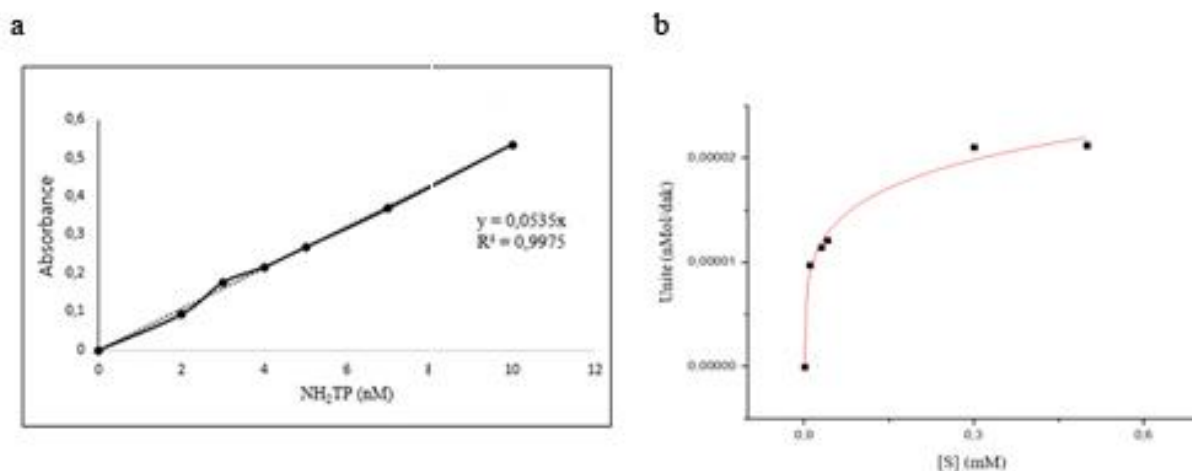 a
0,6
0,5
0,4
0,3
0,2
0,1
0
Absorbance
y = 0,0535x
R² = 0,9975
0 2 4 6 8 10 12
NH₂TP (nM)
b
0,00002
0,00001
0,00000
Unite (nMol/dak)
0,0 0,3 0,6
[S] (mM)